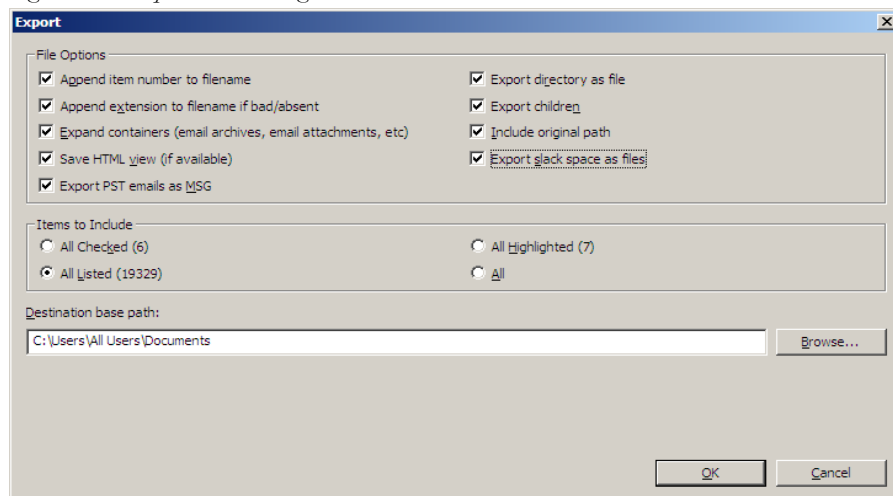 Export
File Options
Append item number to filename
Export directory as file
Append extension to filename if bad/absent
Export children
Expand containers (email archives, email attachments, etc)
Include original path
Save HTML view (if available)
Export slack space as files
Export PST emails as MSG
Items to Include
All Checked (6)
All Highlighted (7)
All Listed (19329)
All
Destination base path:
C:\Users\All Users\Documents
Browse...
OK
Cancel